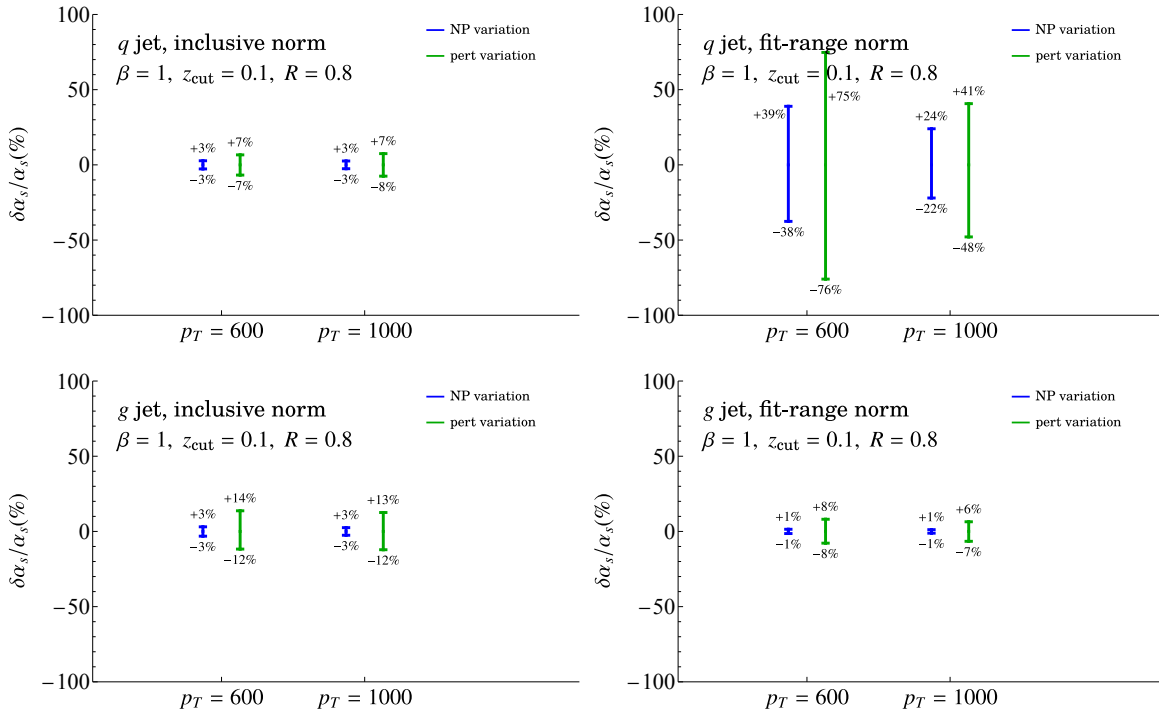 q jet, inclusive norm
β = 1, z_cut = 0.1, R = 0.8
NP variation
pert variation
δα_s/α_s(%)
100
50
0
−50
−100
+3%
−3%
+7%
−7%
+3%
−3%
+7%
−8%
p_T = 600
p_T = 1000
q jet, fit-range norm
β = 1, z_cut = 0.1, R = 0.8
NP variation
pert variation
δα_s/α_s(%)
100
50
0
−50
−100
+39%
−38%
+75%
−76%
+24%
−22%
+41%
−48%
p_T = 600
p_T = 1000
g jet, inclusive norm
β = 1, z_cut = 0.1, R = 0.8
NP variation
pert variation
δα_s/α_s(%)
100
50
0
−50
−100
+3%
−3%
+14%
−12%
+3%
−3%
+13%
−12%
p_T = 600
p_T = 1000
g jet, fit-range norm
β = 1, z_cut = 0.1, R = 0.8
NP variation
pert variation
δα_s/α_s(%)
100
50
0
−50
−100
+1%
−1%
+8%
−8%
+1%
−1%
+6%
−7%
p_T = 600
p_T = 1000